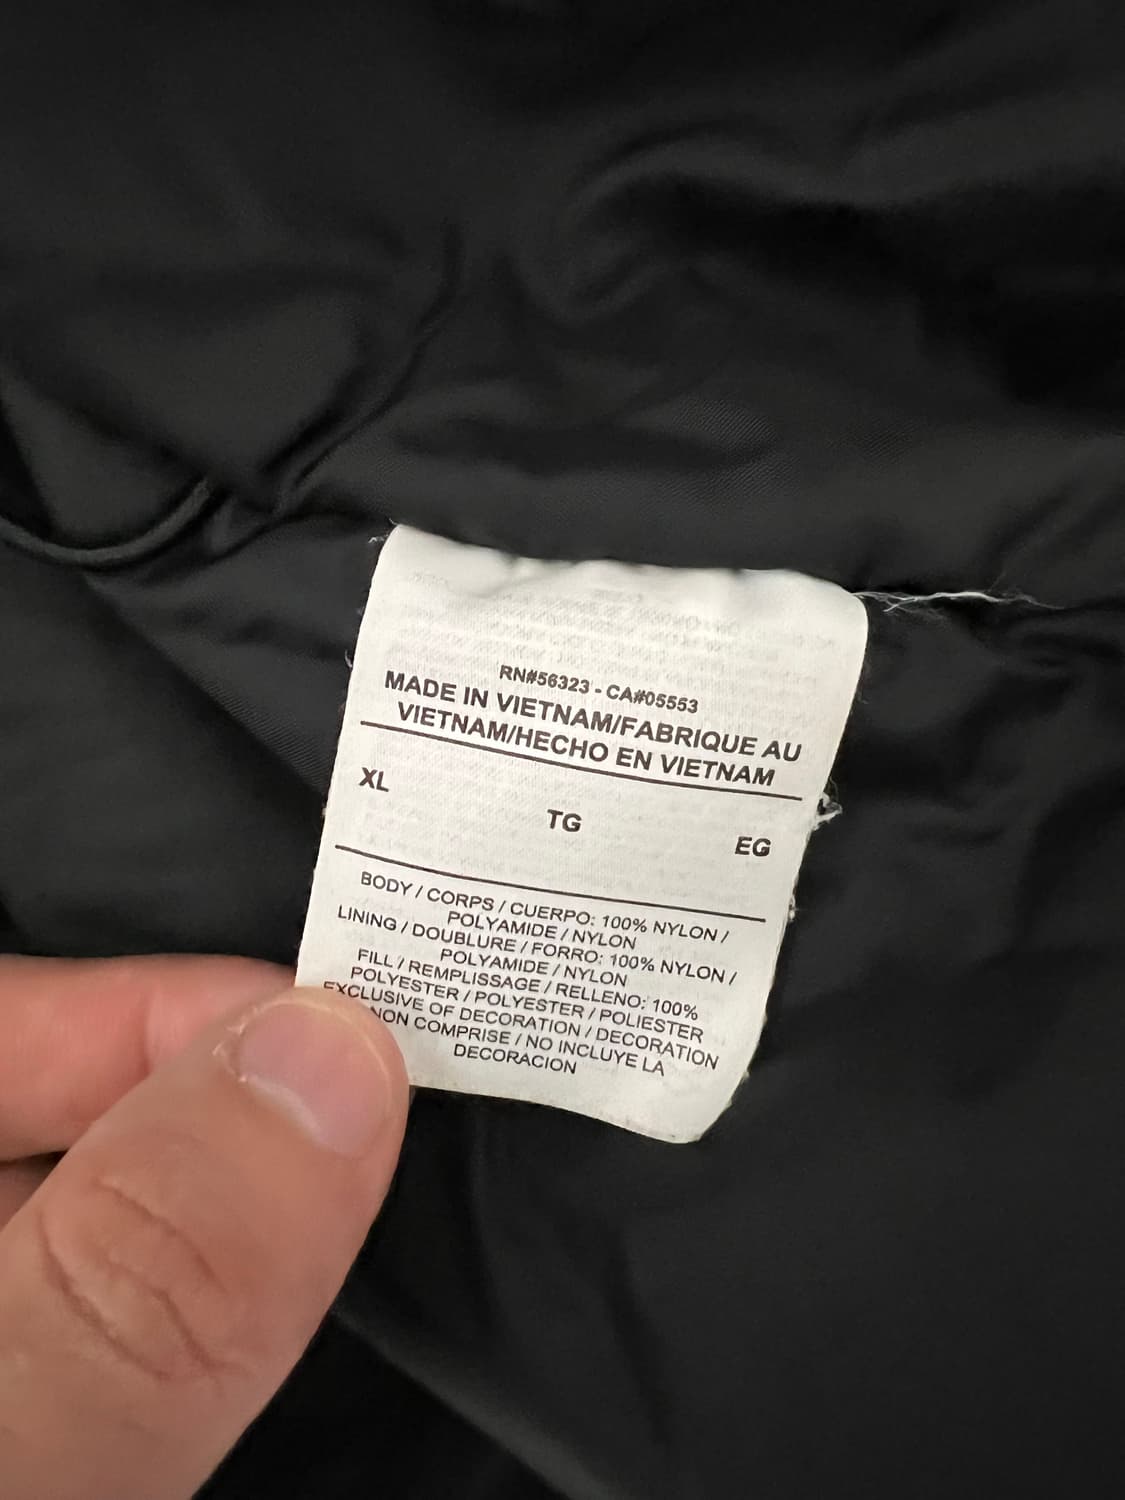 RN#56323 - CA#05553
MADE IN VIETNAM/FABRIQUE AU
VIETNAM/HECHO EN VIETNAM
XL TG EG
BODY / CORPS / CUERPO: 100% NYLON /
POLYAMIDE / NYLON
LINING / DOUBLURE / FORRO: 100% NYLON /
POLYAMIDE / NYLON
FILL / REMPLISSAGE / RELLENO: 100%
POLYESTER / POLYESTER / POLIESTER
EXCLUSIVE OF DECORATION / DECORATION
NON COMPRISE / NO INCLUYE LA
DECORACION